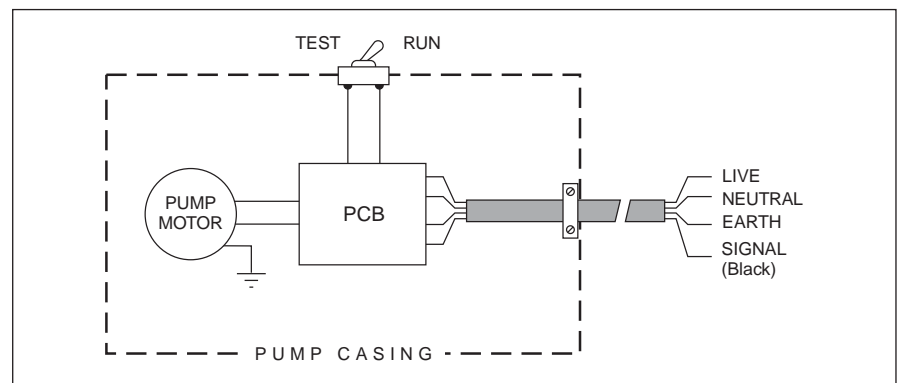 TEST RUN
PUMP
MOTOR
PCB
LIVE
NEUTRAL
EARTH
SIGNAL
(Black)
PUMP CASING